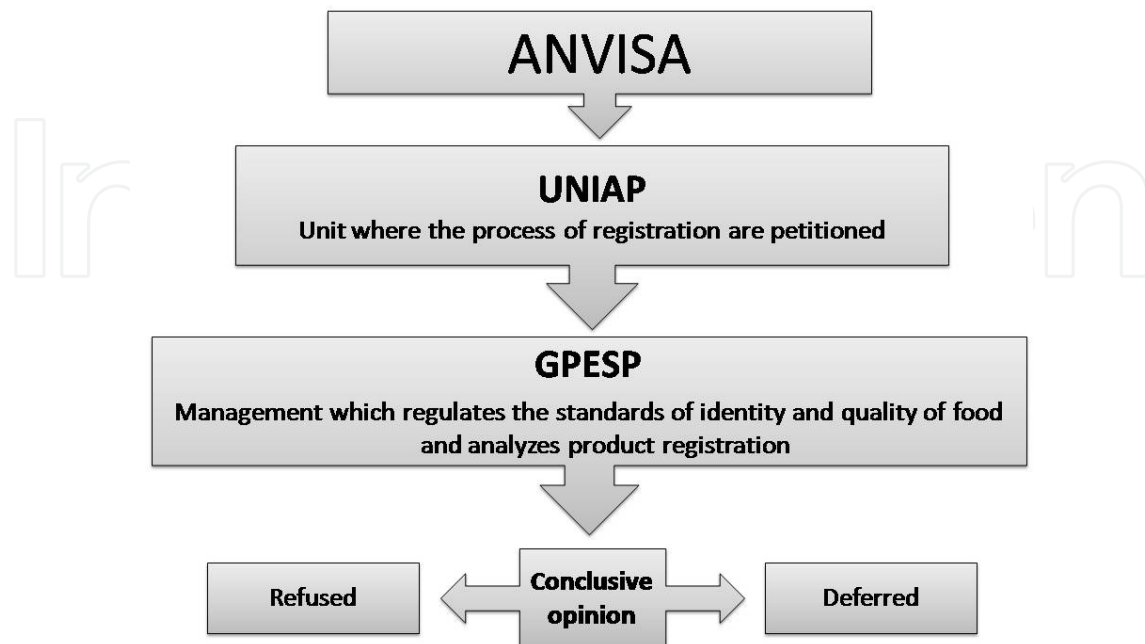 ANVISA
UNIAP
Unit where the process of registration are petitioned
GPESP
Management which regulates the standards of identity and quality of food
and analyzes product registration
Refused
Conclusive
opinion
Deferred